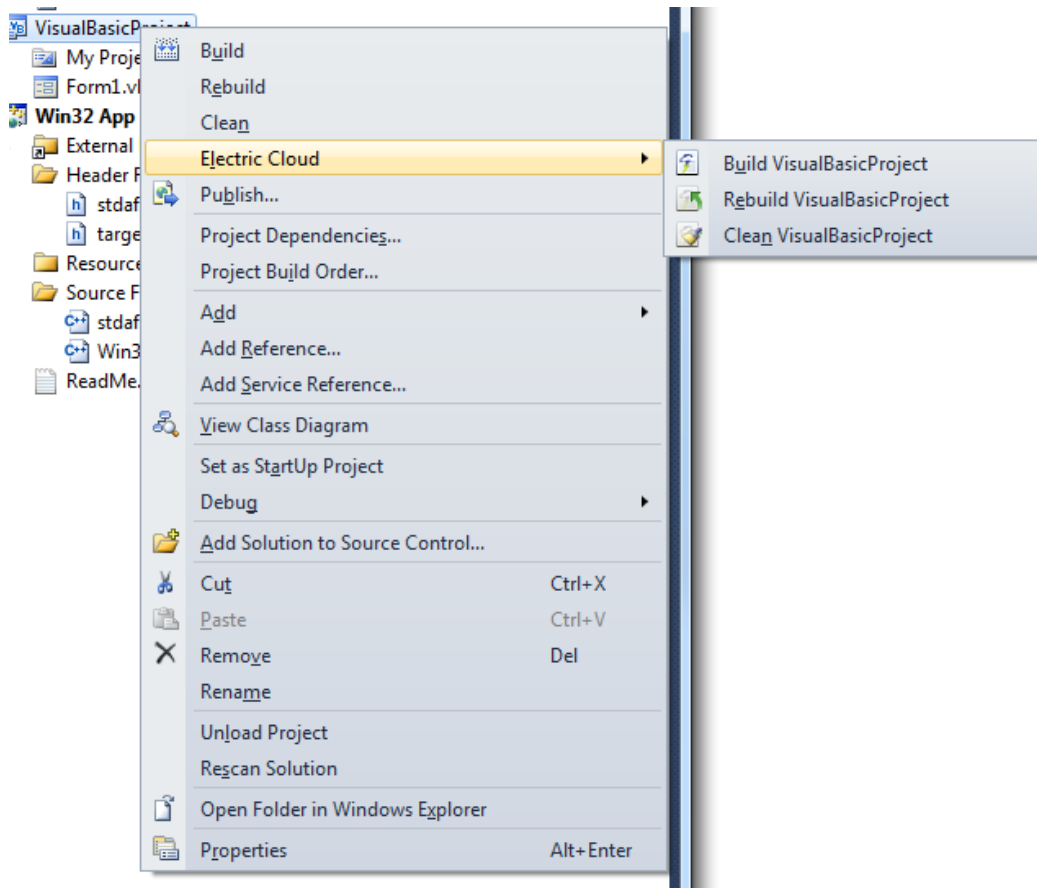 VisualBasicProject
My Proje
Form1.vl
Win32 App
External
Header F
stdaf
targe
Resource
Source F
stdaf
Win3
ReadMe.
Build
Rebuild
Clean
Electric Cloud
Publish...
Project Dependencies...
Project Build Order...
Add
Add Reference...
Add Service Reference...
View Class Diagram
Set as StartUp Project
Debug
Add Solution to Source Control...
Cut Ctrl+X
Paste Ctrl+V
Remove Del
Rename
Unload Project
Rescan Solution
Open Folder in Windows Explorer
Properties Alt+Enter
Build VisualBasicProject
Rebuild VisualBasicProject
Clean VisualBasicProject